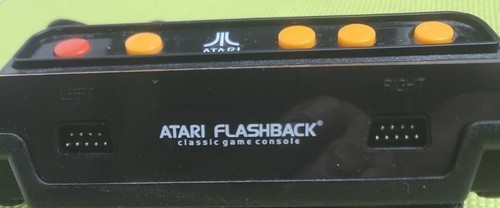 ATARI
LEFT
RIGHT
ATARI FLASHBACK®
classic game console